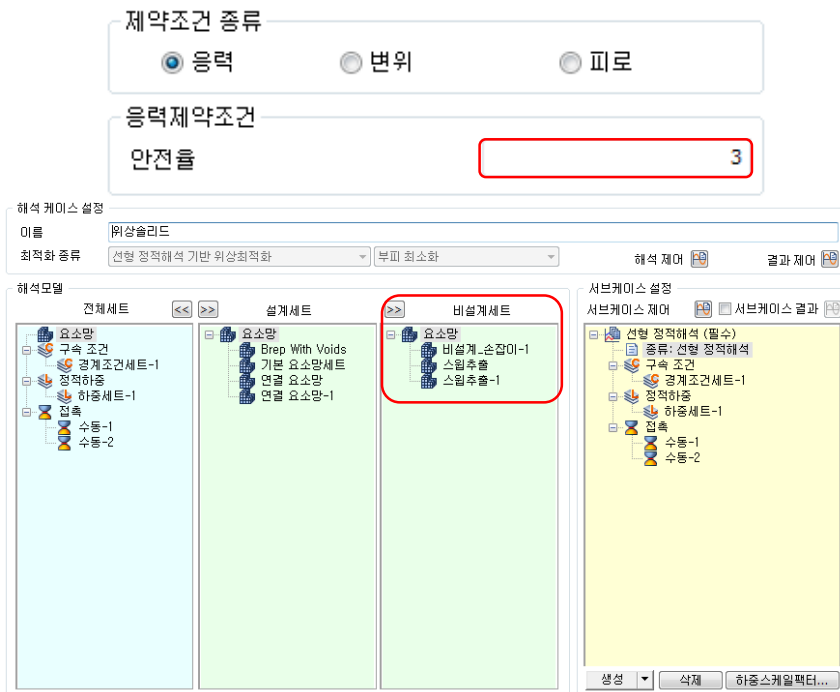 제약조건 종류
응력 변위 피로
응력제약조건
안전율 3
해석 케이스 설정
이름 위상솔리드
최적화 종류 선형 정적해석 기반 위상최적화 부피 최소화 해석 제어 결과 제어
해석모델
전체세트 << >> 설계세트 >> 비설계세트
요소망
구속 조건
경계조건세트-1
정적하중
하중세트-1
접촉
수동-1
수동-2
요소망
Brep With Voids
기본 요소망세트
연결 요소망
연결 요소망-1
요소망
비설계_손잡이-1
스윕추출
스윕추출-1
서브케이스 설정
서브케이스 제어 서브케이스 결과
선형 정적해석 (필수)
종류: 선형 정적해석
구속 조건
경계조건세트-1
정적하중
하중세트-1
접촉
수동-1
수동-2
생성 삭제 하중스케일팩터...